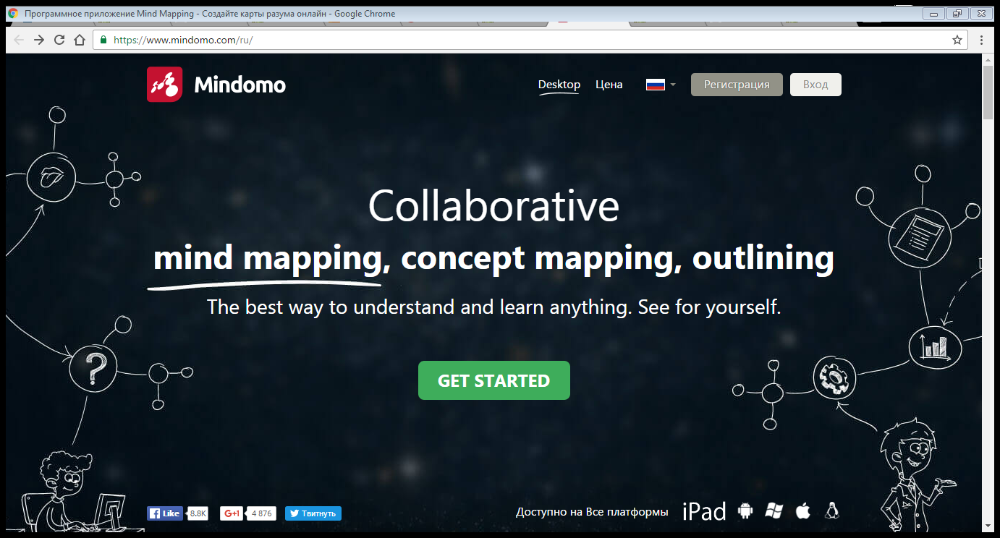 Программное приложение Mind Mapping - Создайте карты разума онлайн - Google Chrome
https://www.mindomo.com/ru/
Mindomo
Desktop Цена Регистрация Вход
Collaborative
mind mapping, concept mapping, outlining
The best way to understand and learn anything. See for yourself.
?
GET STARTED
Like 8.8K G+1 4 876 Твитнуть Доступно на Все платформы iPad